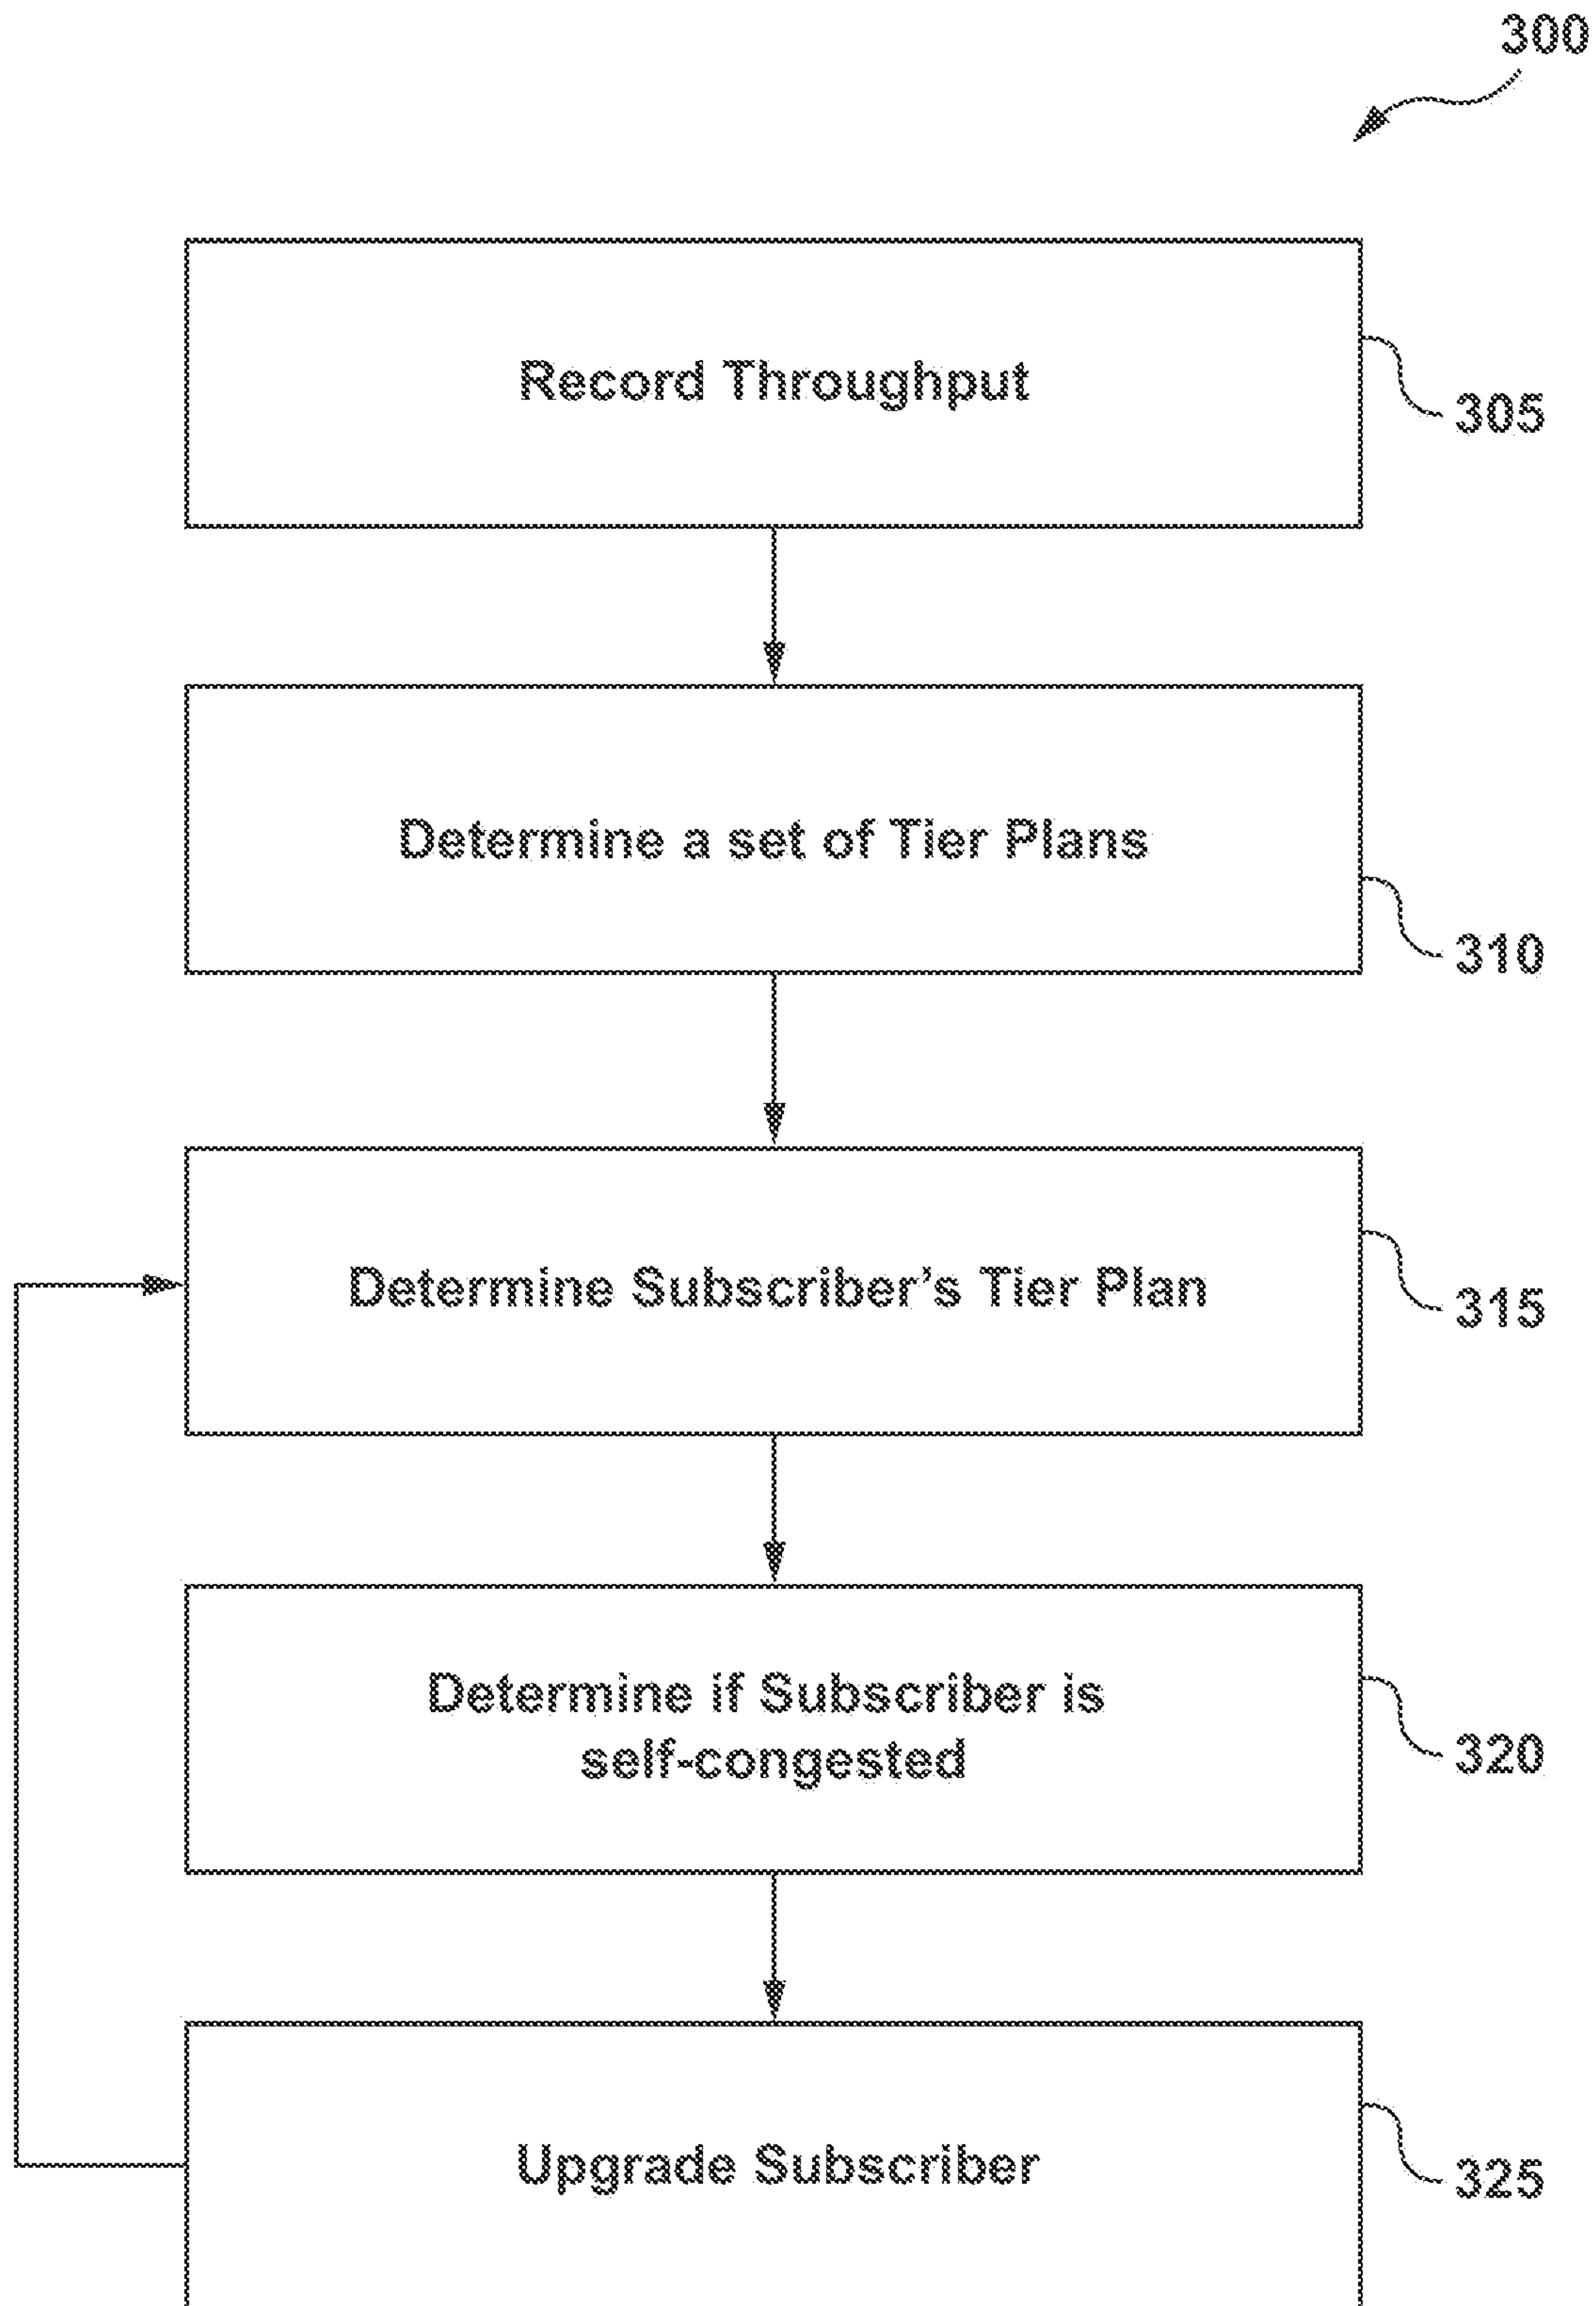 300
Record Throughput
305
Determine a set of Tier Plans
310
Determine Subscriber's Tier Plan
315
Determine if Subscriber is
self-congested
320
Upgrade Subscriber
325